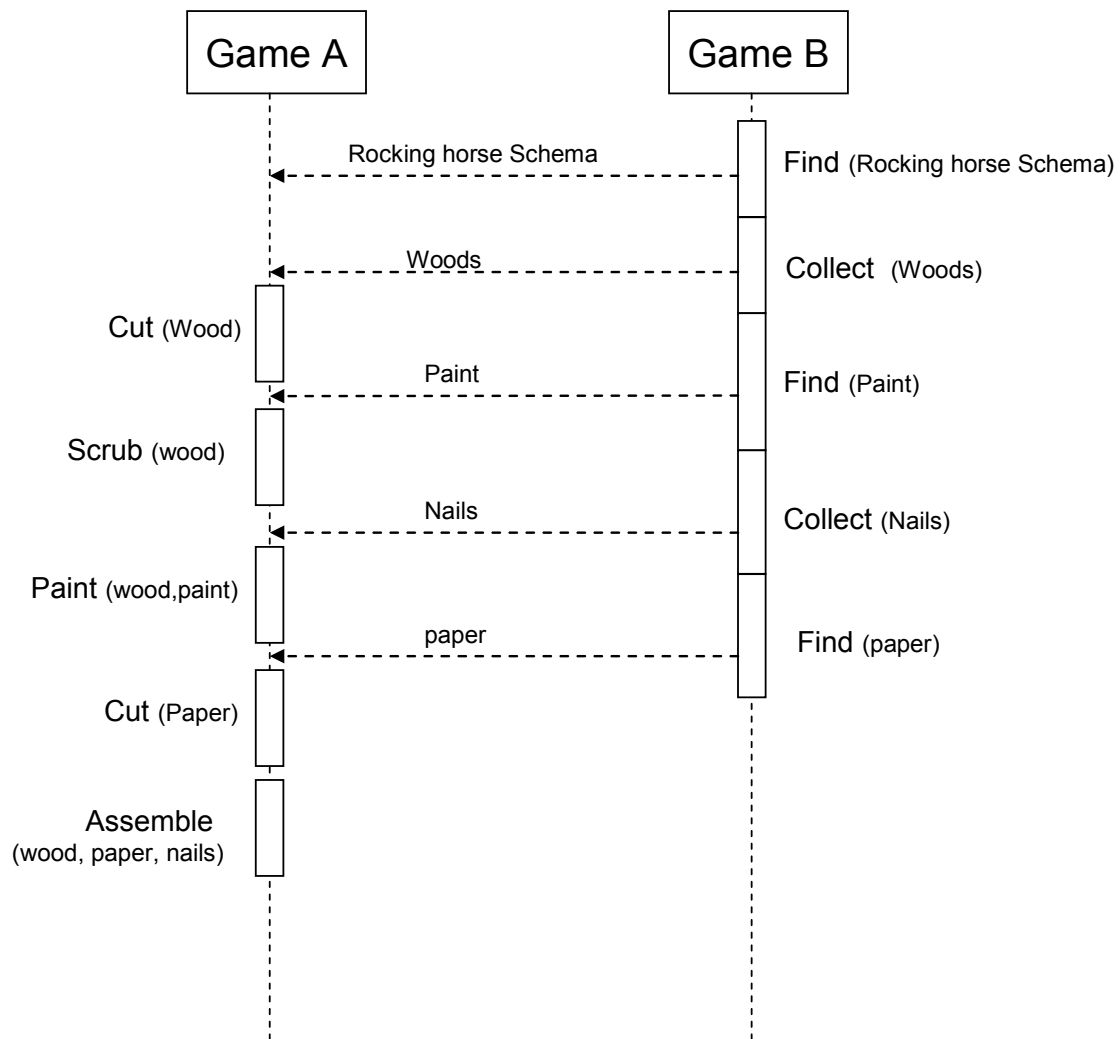 Game A
Game B
Rocking horse Schema
Find (Rocking horse Schema)
Woods
Collect (Woods)
Cut (Wood)
Paint
Find (Paint)
Scrub (wood)
Nails
Collect (Nails)
Paint (wood,paint)
paper
Find (paper)
Cut (Paper)
Assemble
(wood, paper, nails)